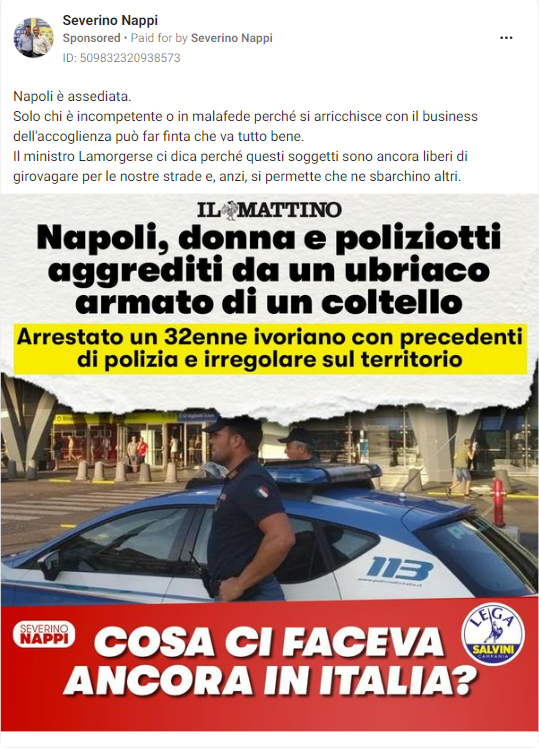 Severino Nappi
Sponsored • Paid for by Severino Nappi
ID: 509832320938573
Napoli è assediata.
Solo chi è incompetente o in malafede perché si arricchisce con il business
dell'accoglienza può far finta che va tutto bene.
Il ministro Lamorgerse ci dica perché questi soggetti sono ancora liberi di
girovagare per le nostre strade e, anzi, si permette che ne sbarchino altri.
IL MATTINO
Napoli, donna e poliziotti
aggrediti da un ubriaco
armato di un coltello
Arrestato un 32enne ivoriano con precedenti
di polizia e irregolare sul territorio
113
SEVERINO
NAPPI
COSA CI FACEVA
ANCORA IN ITALIA?
LEGA
SALVINI
CAMPANIA